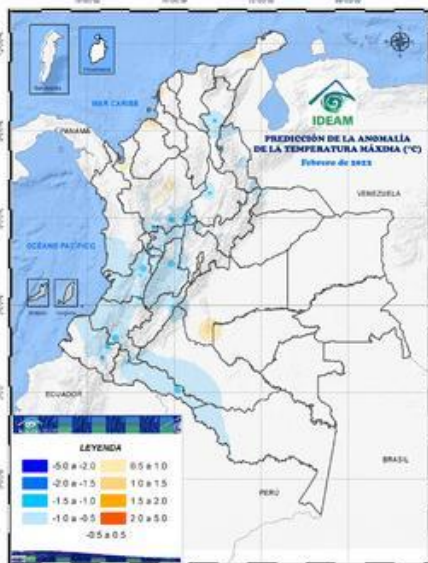 MAR CARIBE
PANAMÁ
IDEAM
PREDICCIÓN DE LA ANOMALÍA
DE LA TEMPERATURA MÁXIMA (°C)
Febrero de 2022
VENEZUELA
OCÉANO PACÍFICO
ECUADOR
BRASIL
PERÚ
LEYENDA
-5.0 a -2.0
0.5 a 1.0
-2.0 a -1.5
1.0 a 1.5
-1.5 a -1.0
1.5 a 2.0
-1.0 a -0.5
2.0 a 5.0
-0.5 a 0.5